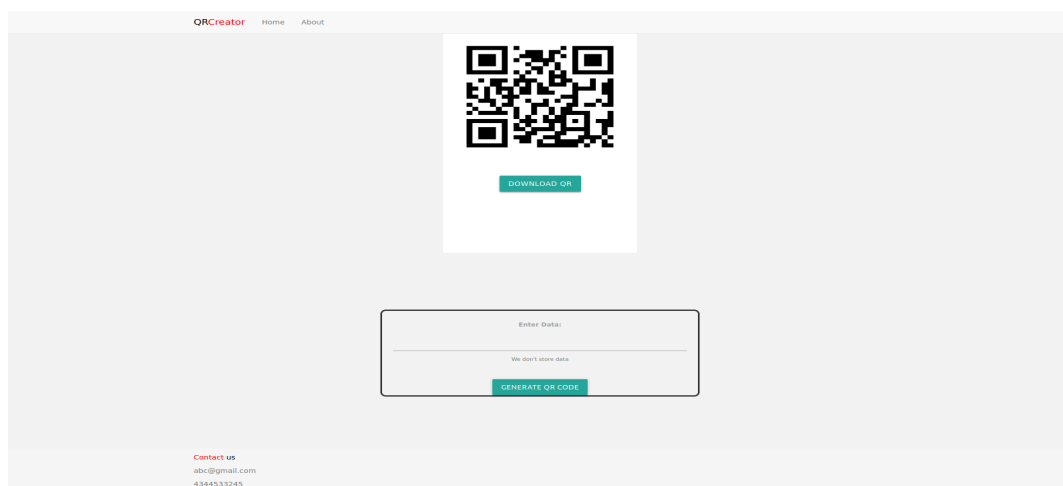 QRCreator Home About
DOWNLOAD QR
Enter Data:
We don't store data
GENERATE QR CODE
Contact us
abc@gmail.com
4344533245